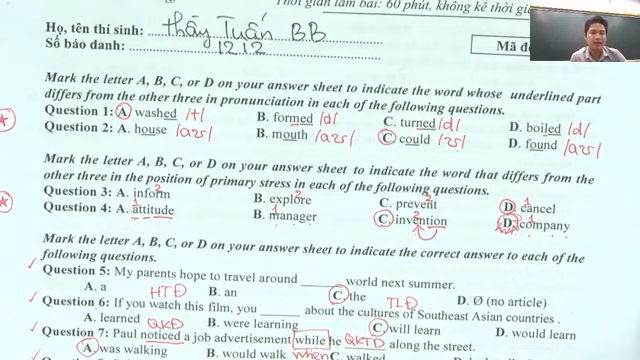 Thời gian làm bài: 60 phút, không kể thời gi
Họ, tên thí sinh: Thầy Tuấn BB
Số báo danh: 1212
Mã đ
Mark the letter A, B, C, or D on your answer sheet to indicate the word whose underlined part
differs from the other three in pronunciation in each of the following questions.
Question 1: A. washed /t/ B. formed /d/ C. turned /d/ D. boiled /d/
Question 2: A. house /aʊ/ B. mouth /aʊ/ C. could /ʊ/ D. found /aʊ/
Mark the letter A, B, C, or D on your answer sheet to indicate the word that differs from the
other three in the position of primary stress in each of the following questions.
Question 3: A. inform 2 B. explore 2 C. prevent 2 D. cancel 1
Question 4: A. attitude 1 B. manager 1 C. invention 2 D. company 1
Mark the letter A, B, C, or D on your answer sheet to indicate the correct answer to each of the
following questions.
Question 5: My parents hope to travel around ______ world next summer.
A. a B. an C. the D. Ø (no article)
HTĐ TLĐ
Question 6: If you watch this film, you ______ about the cultures of Southeast Asian countries.
A. learned B. were learning C. will learn D. would learn
QKĐ QKTD
Question 7: Paul noticed a job advertisement while he ______ along the street.
A. was walking B. would walk when C. walked